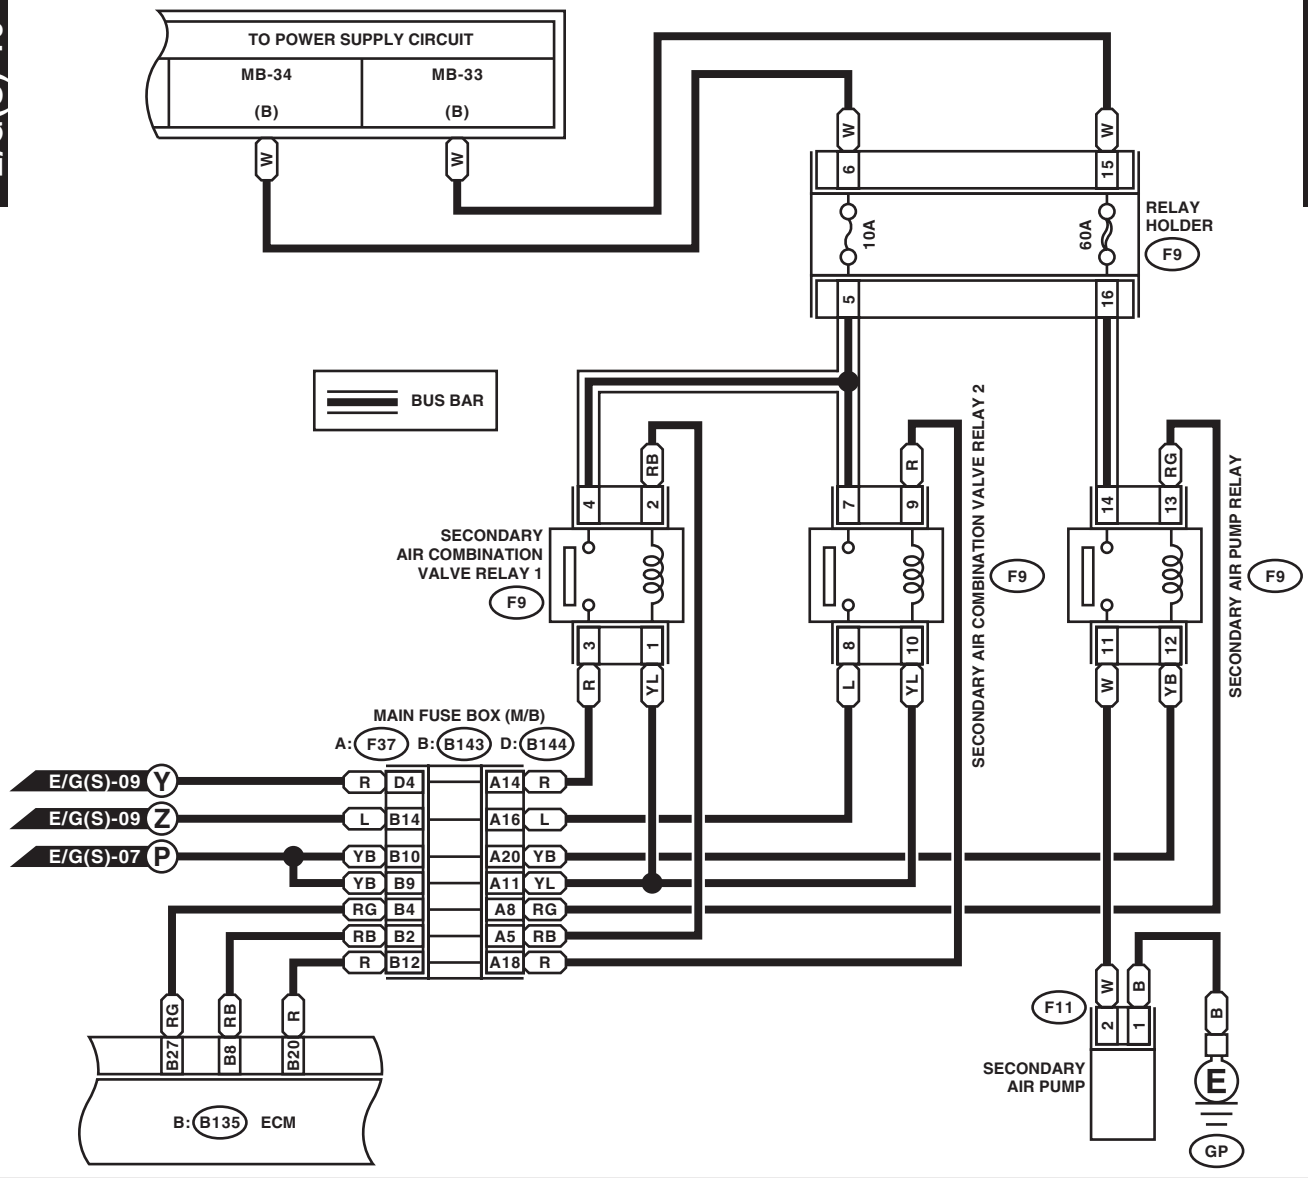 TO POWER SUPPLY CIRCUIT
MB-34
MB-33
(B)
(B)
W
W
W
W
6
15
10A
60A
RELAY
HOLDER
F9
5
16
BUS BAR
RB
R
RG
4
2
7
9
14
13
SECONDARY
AIR COMBINATION
VALVE RELAY 1
F9
SECONDARY AIR COMBINATION VALVE RELAY 2
F9
SECONDARY AIR PUMP RELAY
F9
3
1
8
10
11
12
R
YL
L
YL
W
YB
MAIN FUSE BOX (M/B)
A: F37 B: B143 D: B144
E/G(S)-09 Y R D4 A14 R
E/G(S)-09 Z L B14 A16 L
E/G(S)-07 P YB B10 A20 YB
YB B9 A11 YL
RG B4 A8 RG
RB B2 A5 RB
R B12 A18 R
RG
RB
R
B27
B8
B20
B: B135 ECM
W
B
B
F11
2
1
SECONDARY
AIR PUMP
E
GP